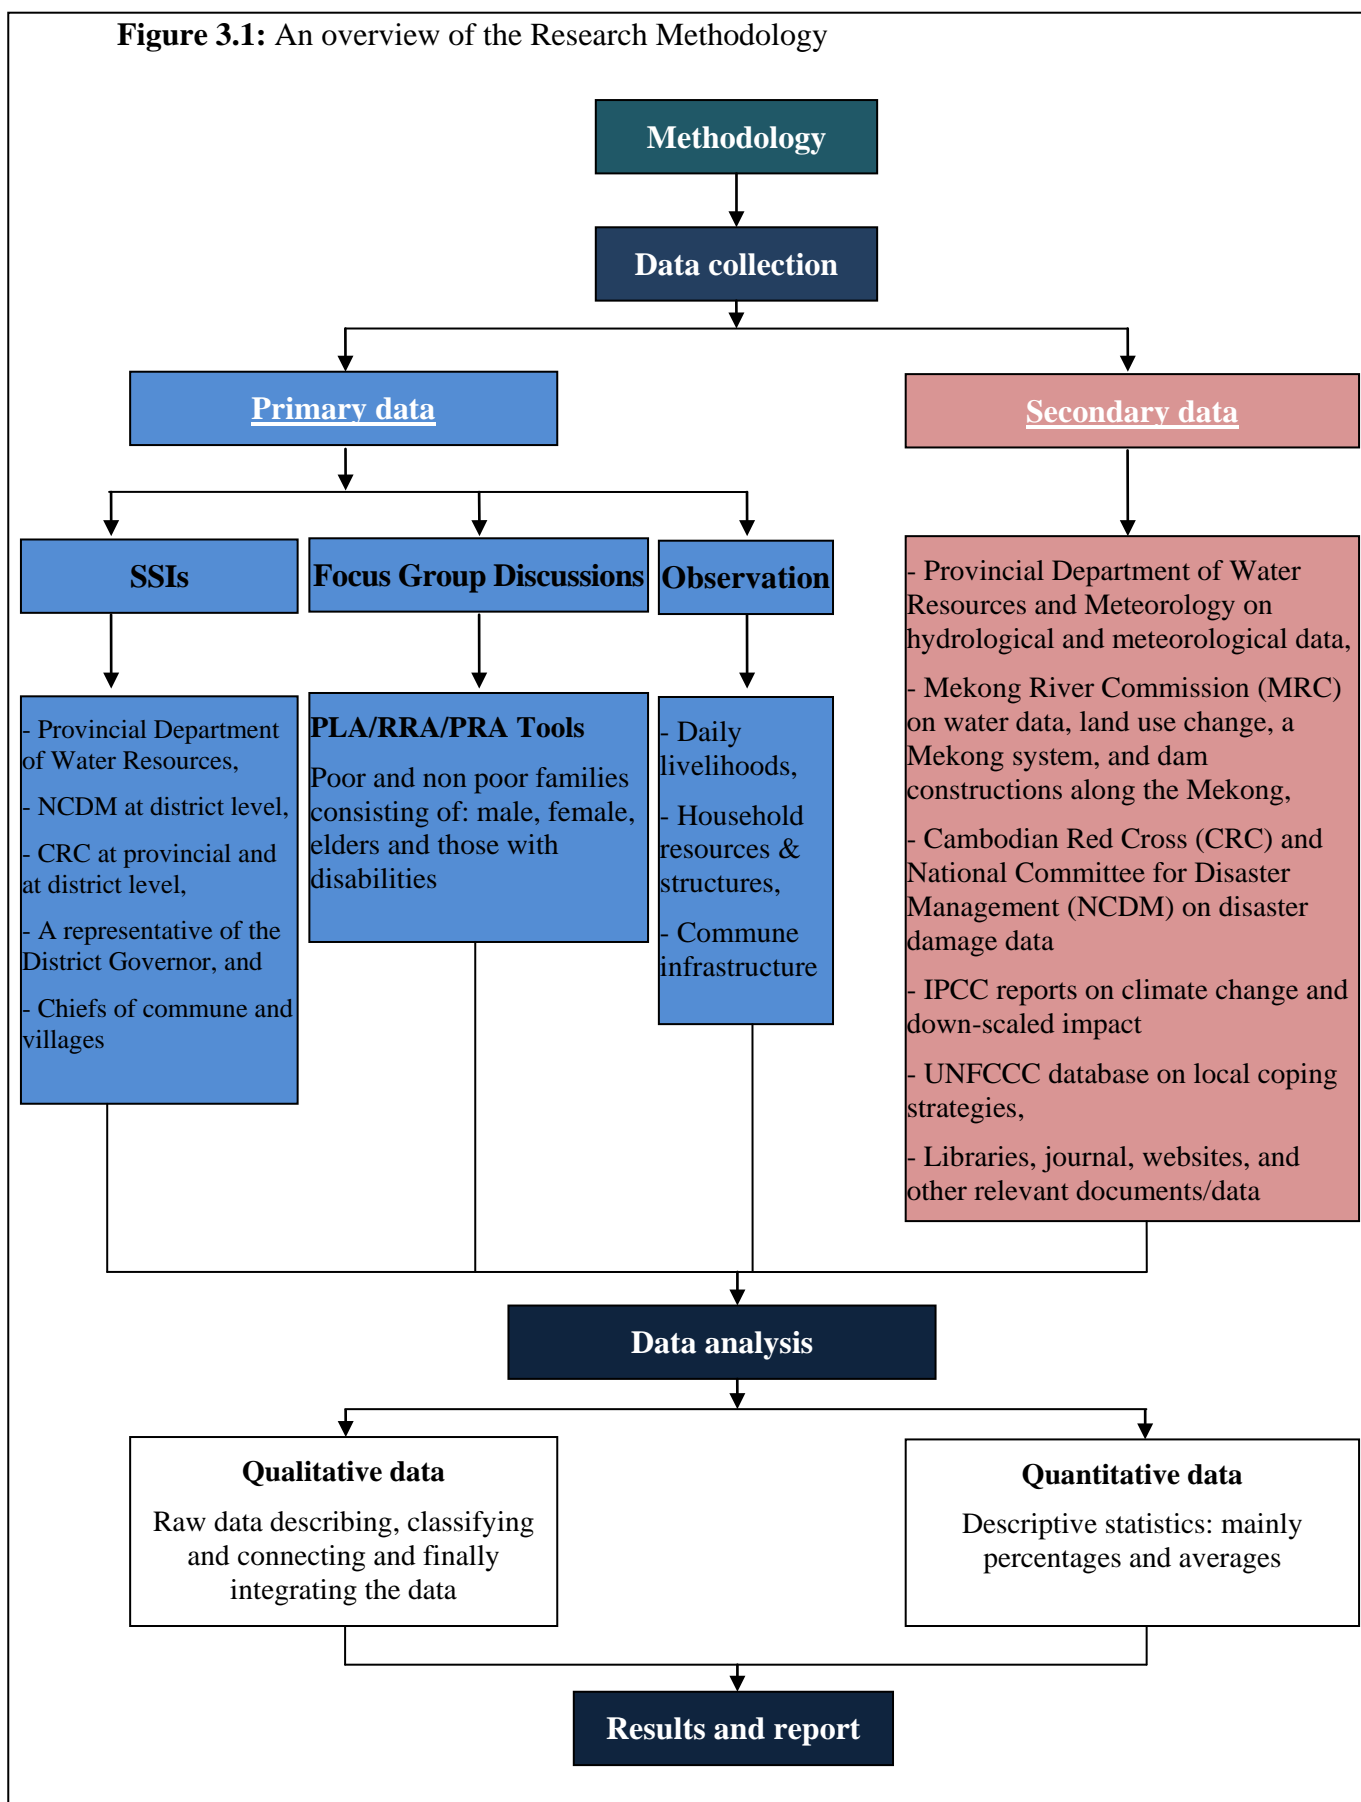 Figure 3.1: An overview of the Research Methodology
Methodology
Data collection
Primary data
Secondary data
SSIs
Focus Group Discussions
Observation
- Provincial Department
of Water Resources,
- NCDM at district level,
- CRC at provincial and
at district level,
- A representative of the
District Governor, and
- Chiefs of commune and
villages
PLA/RRA/PRA Tools
Poor and non poor families
consisting of: male, female,
elders and those with
disabilities
- Daily
livelihoods,
- Household
resources &
structures,
- Commune
infrastructure
- Provincial Department of Water
Resources and Meteorology on
hydrological and meteorological data,
- Mekong River Commission (MRC)
on water data, land use change, a
Mekong system, and dam
constructions along the Mekong,
- Cambodian Red Cross (CRC) and
National Committee for Disaster
Management (NCDM) on disaster
damage data
- IPCC reports on climate change and
down-scaled impact
- UNFCCC database on local coping
strategies,
- Libraries, journal, websites, and
other relevant documents/data
Data analysis
Qualitative data
Raw data describing, classifying
and connecting and finally
integrating the data
Quantitative data
Descriptive statistics: mainly
percentages and averages
Results and report